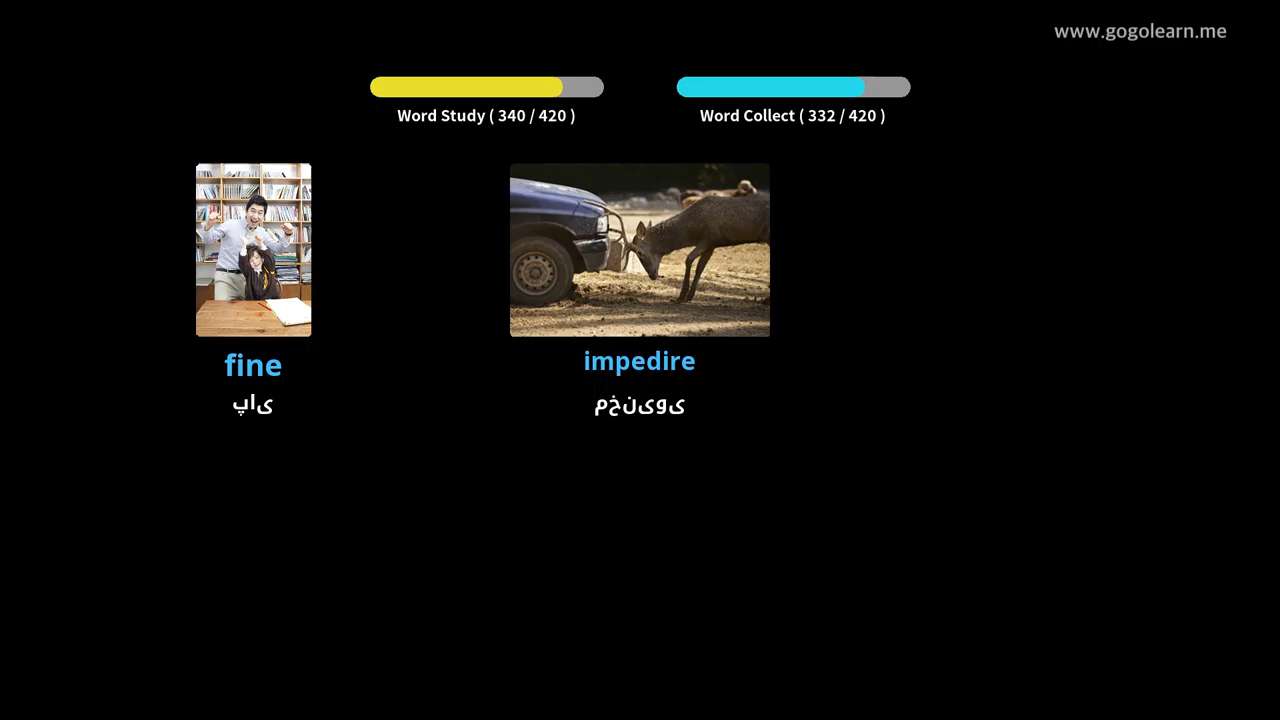 www.gogolearn.me
Word Study ( 340 / 420 )
Word Collect ( 332 / 420 )
fine
پای
impedire
مخنیوی